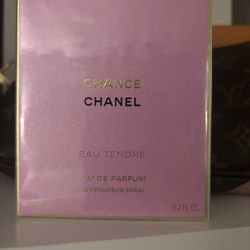 CHANCE
CHANEL
EAU TENDRE
EAU DE PARFUM
VAPORISATEUR SPRAY
3.4 FL. OZ.